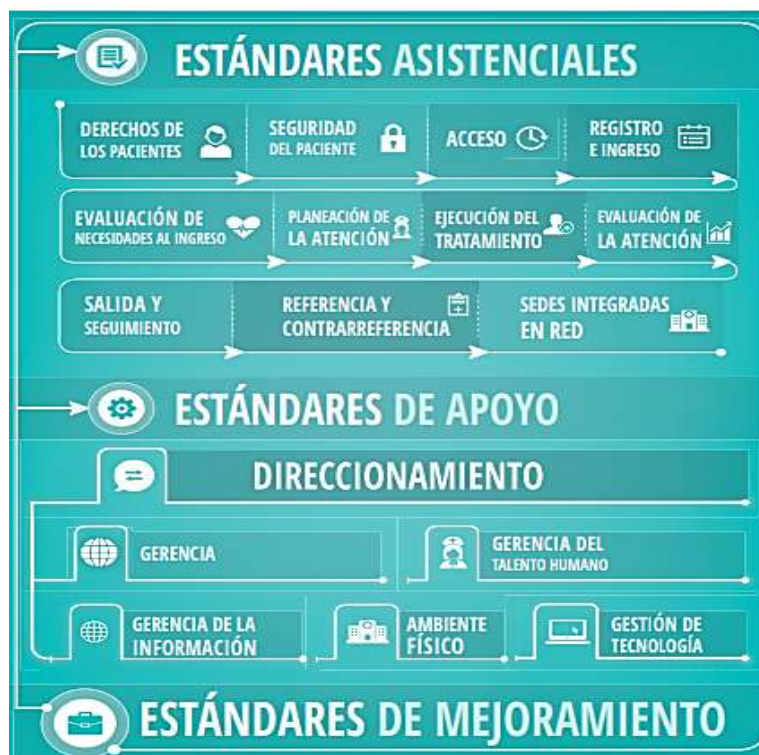 ESTÁNDARES ASISTENCIALES
DERECHOS DE
LOS PACIENTES
SEGURIDAD
DEL PACIENTE
ACCESO
REGISTRO
E INGRESO
EVALUACIÓN DE
NECESIDADES AL INGRESO
PLANEACIÓN DE
LA ATENCIÓN
EJECUCIÓN DEL
TRATAMIENTO
EVALUACIÓN DE
LA ATENCIÓN
SALIDA Y
SEGUIMIENTO
REFERENCIA Y
CONTRARREFERENCIA
SEDES INTEGRADAS
EN RED
ESTÁNDARES DE APOYO
DIRECCIONAMIENTO
GERENCIA
GERENCIA DEL
TALENTO HUMANO
GERENCIA DE LA
INFORMACIÓN
AMBIENTE
FÍSICO
GESTIÓN DE
TECNOLOGÍA
ESTÁNDARES DE MEJORAMIENTO